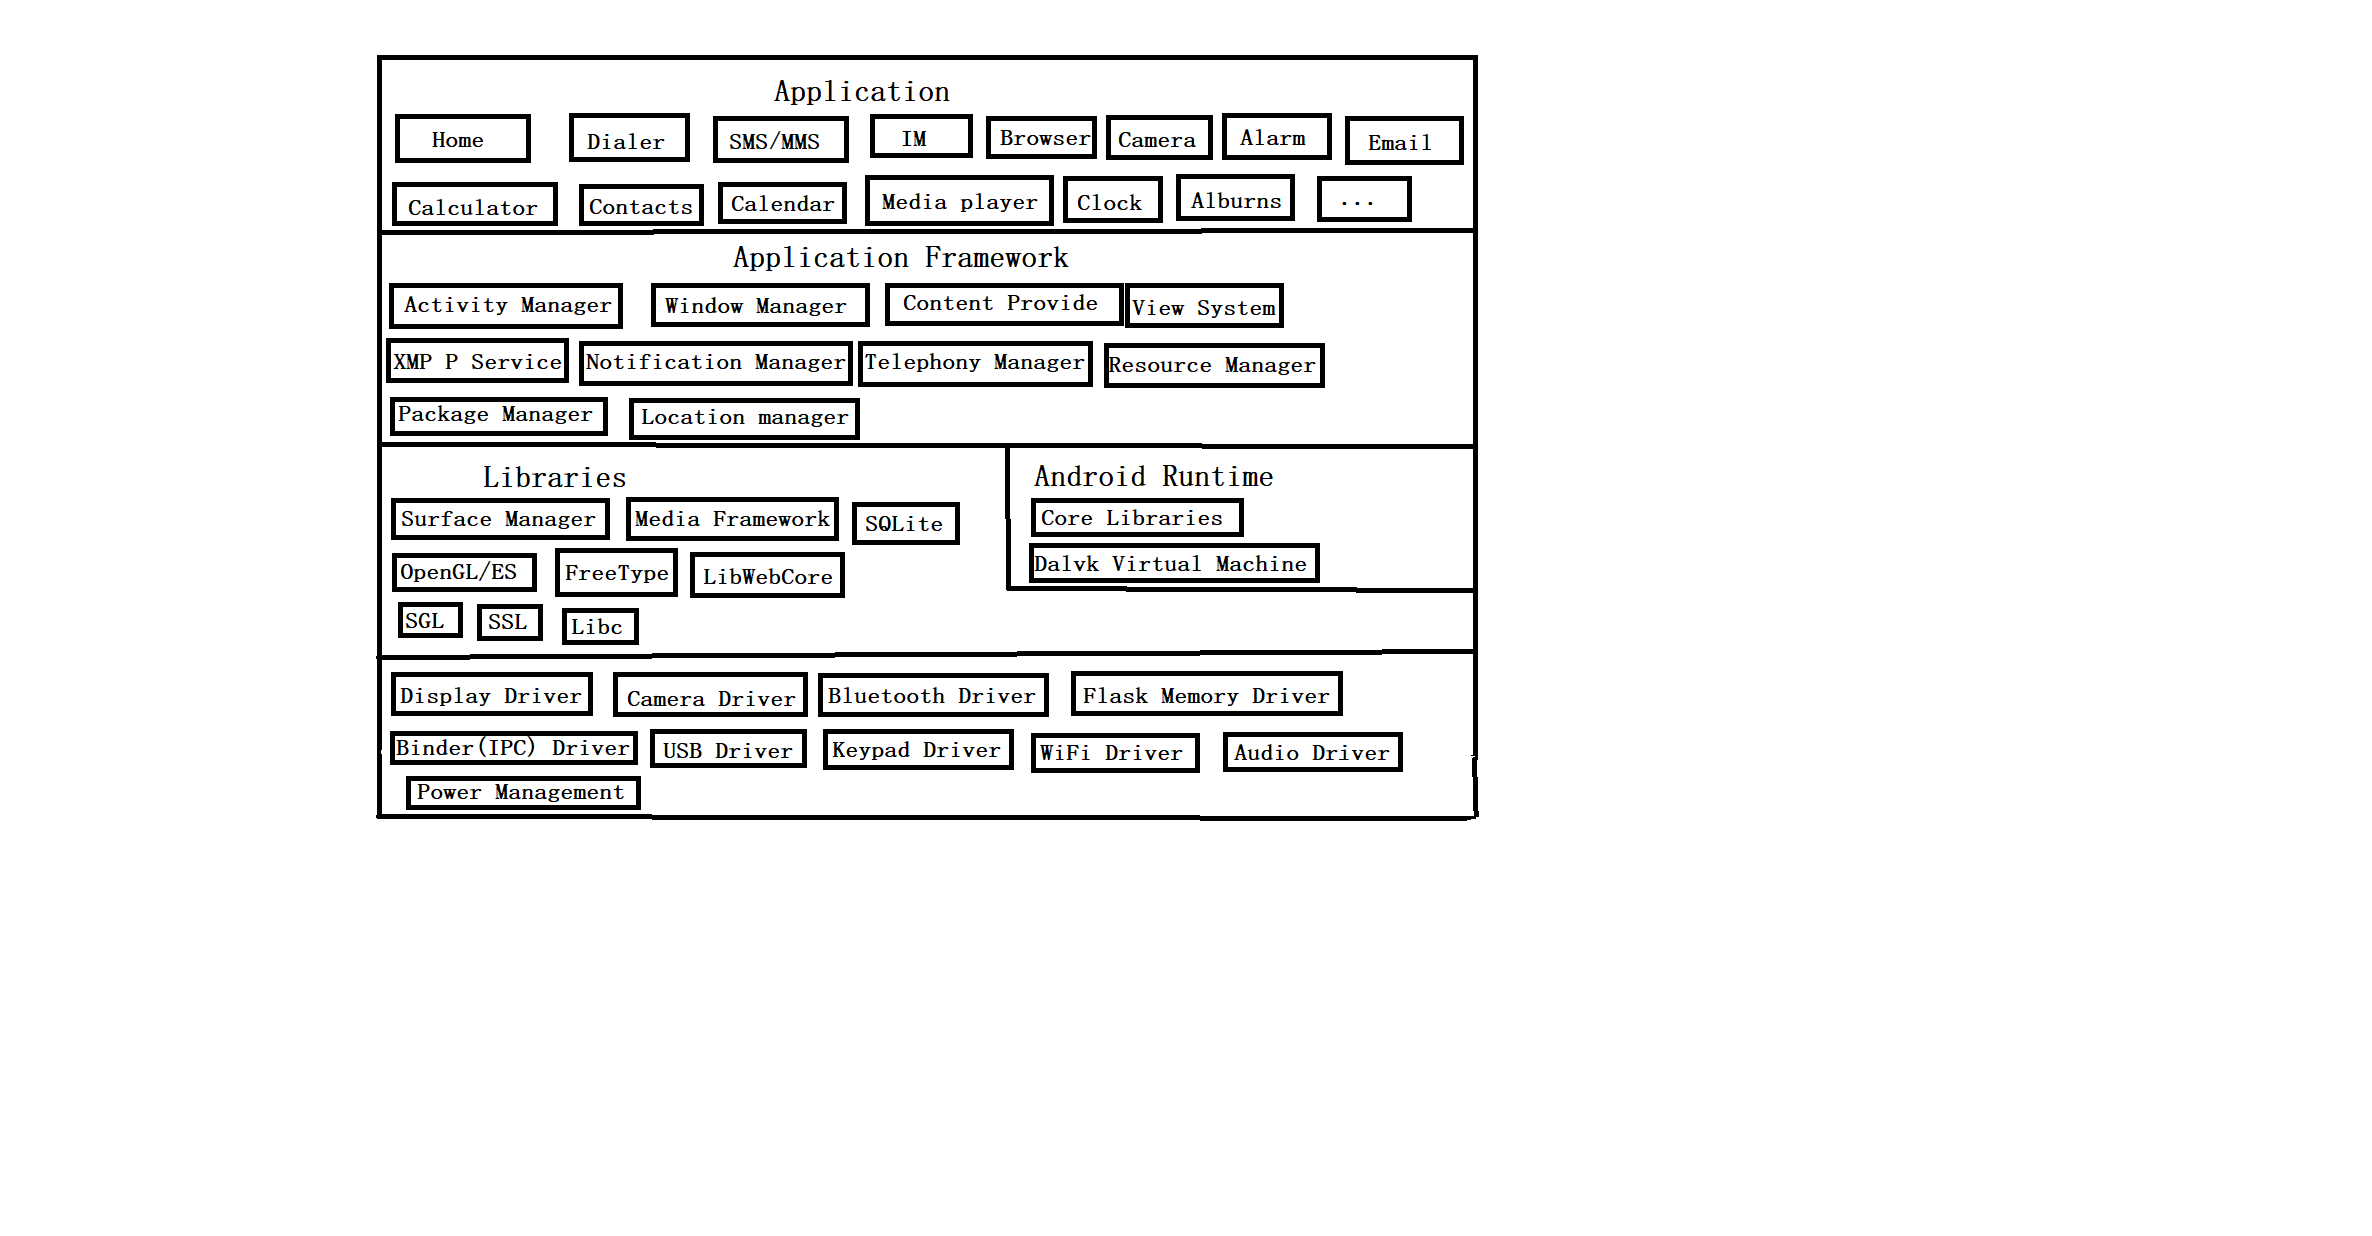 Application
Home Dialer SMS/MMS IM Browser Camera Alarm Email
Calculator Contacts Calendar Media player Clock Alburns ...
Application Framework
Activity Manager Window Manager Content Provide View System
XMP P Service Notification Manager Telephony Manager Resource Manager
Package Manager Location manager
Libraries
Surface Manager Media Framework SQLite
OpenGL/ES FreeType LibWebCore
SGL SSL Libc
Android Runtime
Core Libraries
Dalvk Virtual Machine
Display Driver Camera Driver Bluetooth Driver Flask Memory Driver
Binder(IPC) Driver USB Driver Keypad Driver WiFi Driver Audio Driver
Power Management